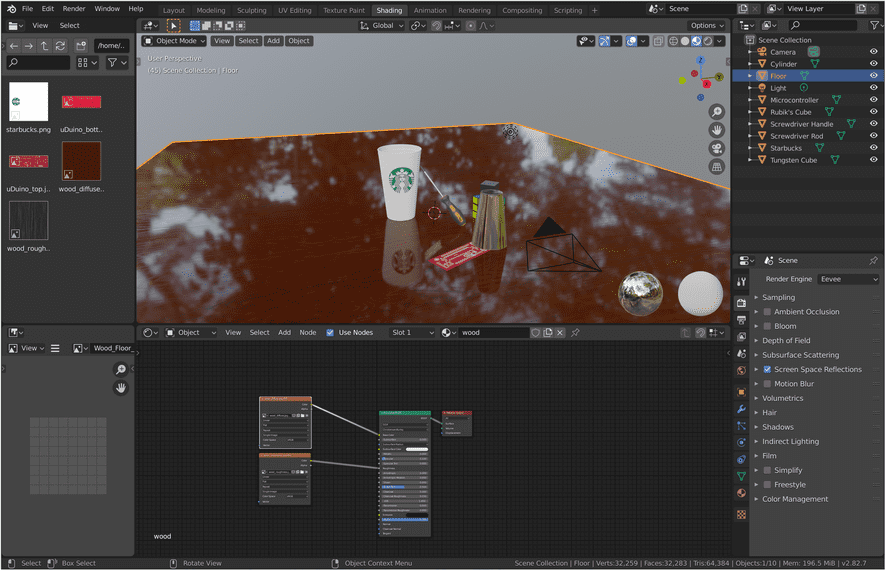 File Edit Render Window Help Layout Modeling Sculpting UV Editing Texture Paint Shading Animation Rendering Compositing Scripting + Scene View Layer
View Edit Global Options
/home/..
Object Mode View Select Add Object
User Perspective
(45) Scene Collection | Floor
starbucks.png uDuino_bott..
uDuino_top.j.. wood_diffuse..
wood_rough..
Scene Collection
Camera
Cylinder
Floor
Light
Microcontroller
Rubik's Cube
Screwdriver Handle
Screwdriver Rod
Starbucks
Tungsten Cube
Scene
Render Engine Eevee
Sampling
Ambient Occlusion
Bloom
Depth of Field
Subsurface Scattering
Screen Space Reflections
Motion Blur
Volumetrics
Hair
Shadows
Indirect Lighting
Film
Simplify
Freestyle
Color Management
View Wood_Floor_
Object View Select Add Node Use Nodes Slot 1 wood
wood
Select Box Select Rotate View Object Context Menu Scene Collection | Floor | Verts:32,259 | Faces:32,283 | Tris:64,384 | Objects:1/10 | Mem: 196.5 MiB | v2.82.7